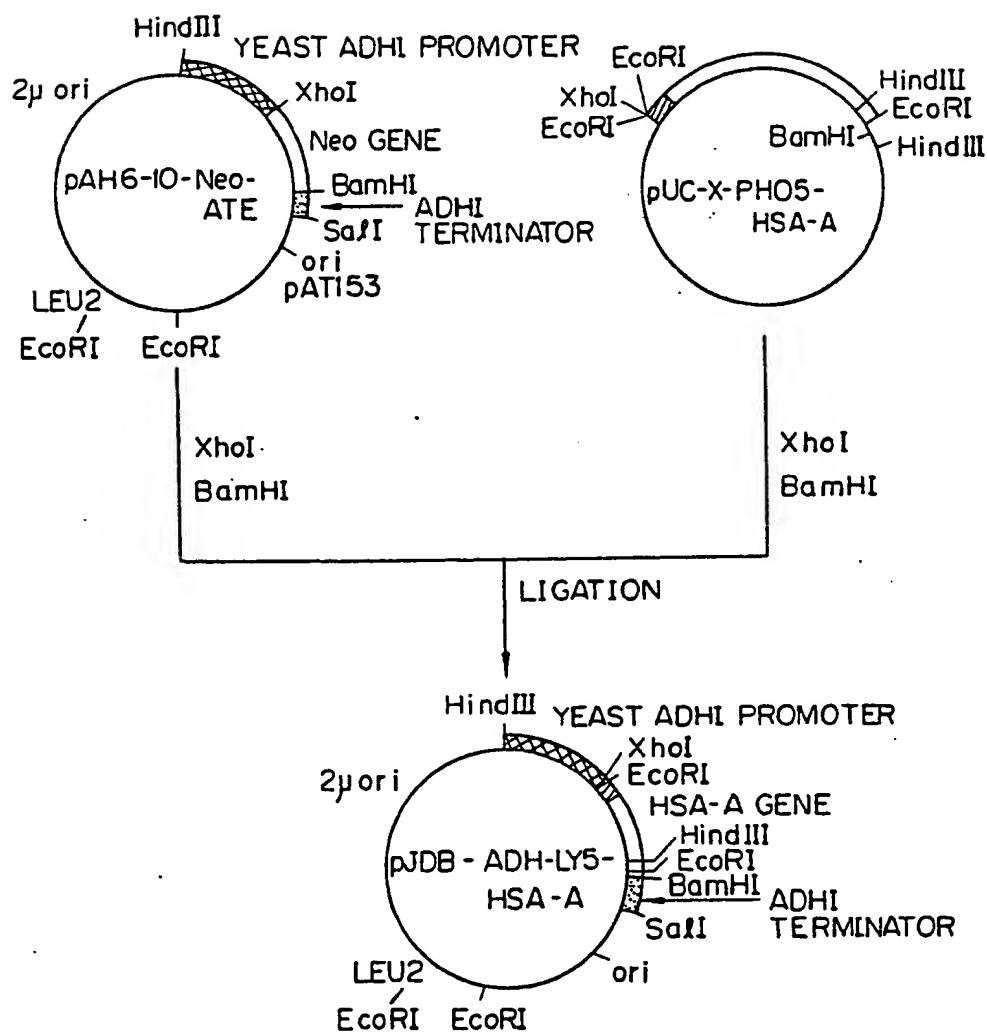 HindIII
YEAST ADHI PROMOTER
2μ ori
XhoI
Neo GENE
pAH6-10-Neo-
ATE
BamHI
ADHI
TERMINATOR
SalI
ori
pAT153
LEU2
EcoRI
EcoRI
EcoRI
XhoI
EcoRI
HindIII
EcoRI
BamHI
HindIII
pUC-X-PHO5-
HSA-A
XhoI
BamHI
XhoI
BamHI
LIGATION
HindIII
YEAST ADHI PROMOTER
XhoI
EcoRI
2μ ori
HSA-A GENE
HindIII
EcoRI
BamHI
pJDB-ADH-LY5-
HSA-A
ADHI
TERMINATOR
SalI
ori
LEU2
EcoRI
EcoRI